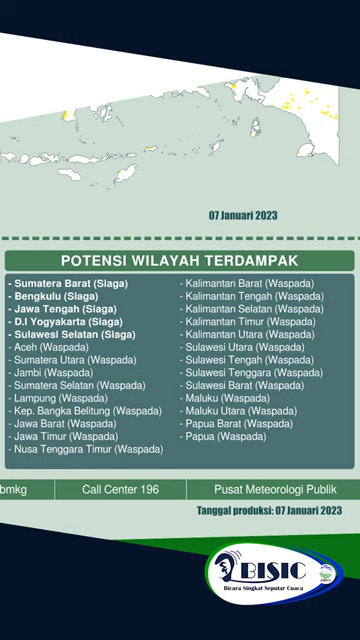 07 Januari 2023
POTENSI WILAYAH TERDAMPAK
- Sumatera Barat (Siaga)
- Bengkulu (Siaga)
- Jawa Tengah (Siaga)
- D.I Yogyakarta (Siaga)
- Sulawesi Selatan (Siaga)
- Aceh (Waspada)
- Sumatera Utara (Waspada)
- Jambi (Waspada)
- Sumatera Selatan (Waspada)
- Lampung (Waspada)
- Kep. Bangka Belitung (Waspada)
- Jawa Barat (Waspada)
- Jawa Timur (Waspada)
- Nusa Tenggara Timur (Waspada)
- Kalimantan Barat (Waspada)
- Kalimantan Tengah (Waspada)
- Kalimantan Selatan (Waspada)
- Kalimantan Timur (Waspada)
- Kalimantan Utara (Waspada)
- Sulawesi Utara (Waspada)
- Sulawesi Tengah (Waspada)
- Sulawesi Tenggara (Waspada)
- Sulawesi Barat (Waspada)
- Maluku (Waspada)
- Maluku Utara (Waspada)
- Papua Barat (Waspada)
- Papua (Waspada)
bmkg
Call Center 196
Pusat Meteorologi Publik
Tanggal produksi: 07 Januari 2023
BISIC
Bicara Singkat Seputar Cuaca